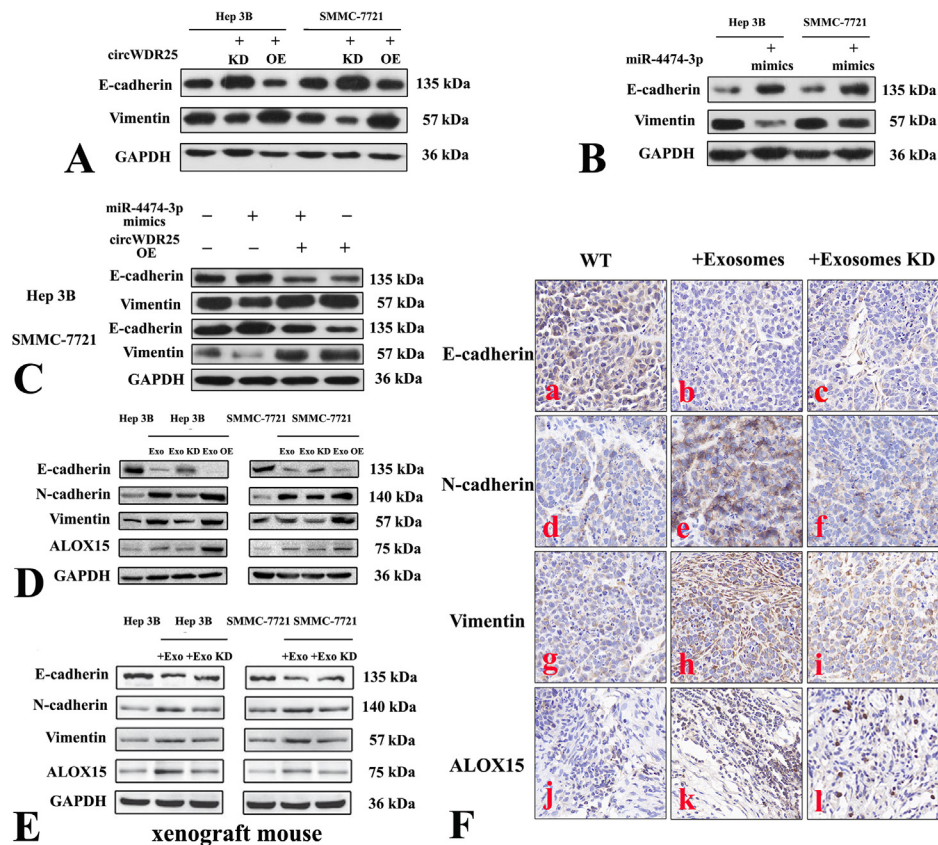 Hep 3B SMMC-7721
+ + + +
circWDR25 KD OE KD OE
E-cadherin 135 kDa
Vimentin 57 kDa
GAPDH 36 kDa
A
Hep 3B SMMC-7721
+ +
miR-4474-3p mimics mimics
E-cadherin 135 kDa
Vimentin 57 kDa
GAPDH 36 kDa
B
miR-4474-3p
mimics − + + −
circWDR25
OE − − + +
E-cadherin 135 kDa
Hep 3B
Vimentin 57 kDa
E-cadherin 135 kDa
SMMC-7721
Vimentin 57 kDa
GAPDH 36 kDa
C
Hep 3B Hep 3B SMMC-7721 SMMC-7721
Exo Exo KD Exo OE Exo Exo KD Exo OE
E-cadherin 135 kDa
N-cadherin 140 kDa
Vimentin 57 kDa
ALOX15 75 kDa
GAPDH 36 kDa
D
Hep 3B Hep 3B SMMC-7721 SMMC-7721
+Exo +Exo KD +Exo +Exo KD
E-cadherin 135 kDa
N-cadherin 140 kDa
Vimentin 57 kDa
ALOX15 75 kDa
GAPDH 36 kDa
E
xenograft mouse
WT +Exosomes +Exosomes KD
E-cadherin
a b c
N-cadherin
d e f
Vimentin
g h i
ALOX15
j k l
F